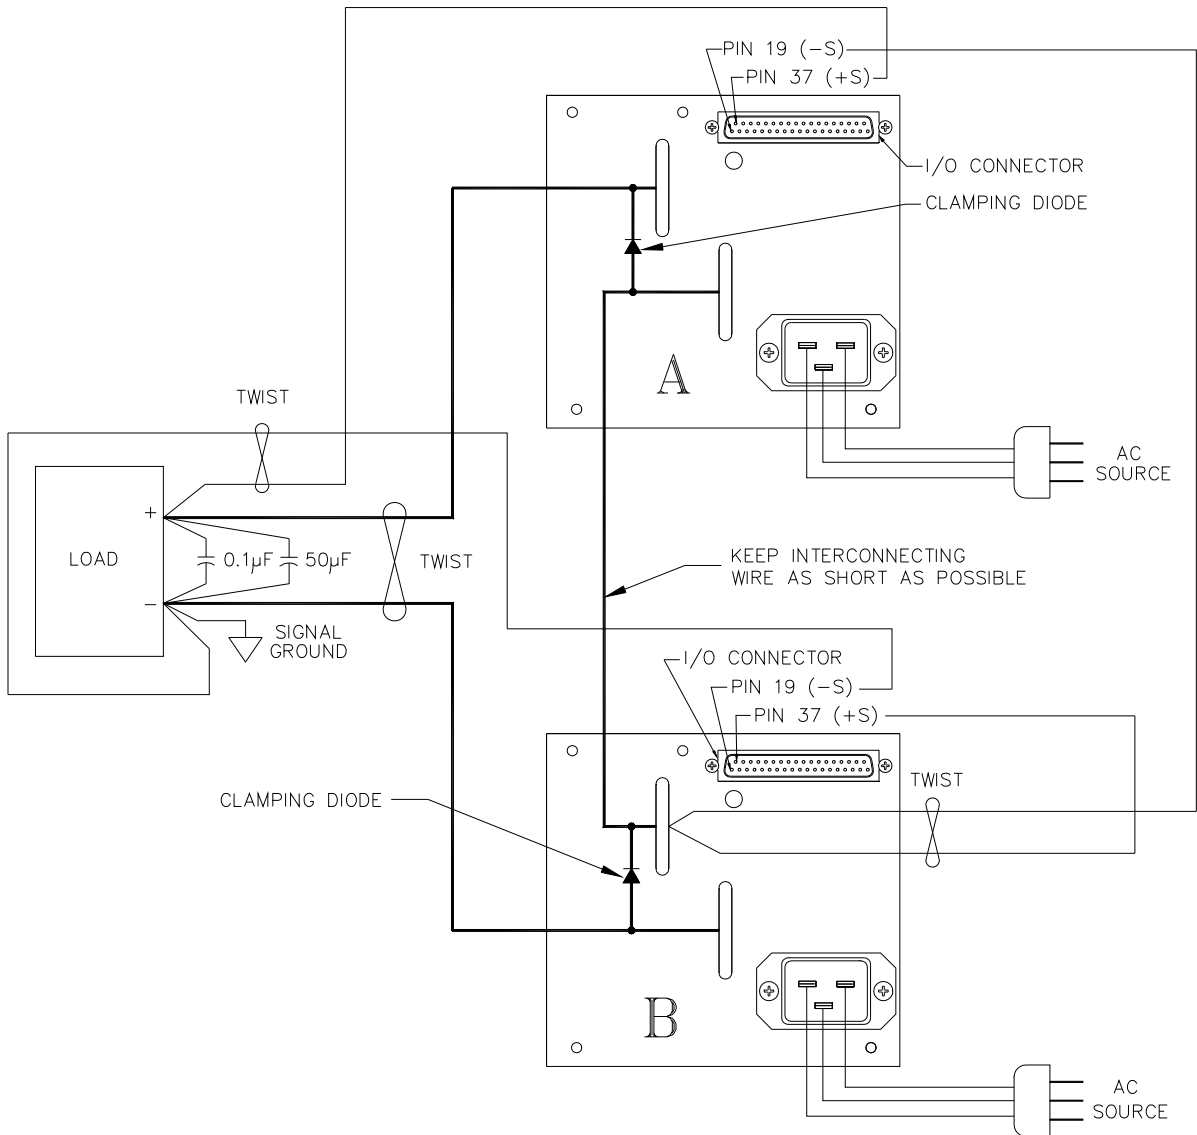 PIN 19 (-S)
PIN 37 (+S)
I/O CONNECTOR
CLAMPING DIODE
A
TWIST
AC
SOURCE
+
LOAD
0.1µF
50µF
TWIST
KEEP INTERCONNECTING
WIRE AS SHORT AS POSSIBLE
−
SIGNAL
GROUND
I/O CONNECTOR
PIN 19 (-S)
PIN 37 (+S)
TWIST
CLAMPING DIODE
B
AC
SOURCE